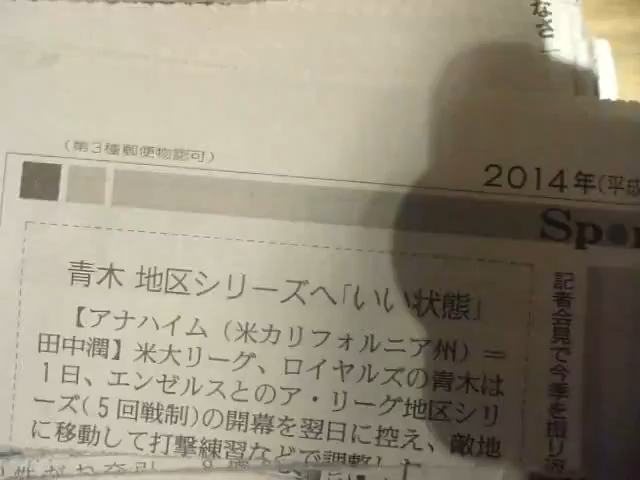 なさ
(第3種郵便物認可)
2014年(平成
Spor
青木 地区シリーズへ「いい状態」
【アナハイム(米カリフォルニア州)=
田中潤】米大リーグ、ロイヤルズの青木は
1日、エンゼルスとのア・リーグ地区シリ
ーズ(5回戦制)の開幕を翌日に控え、敵地
に移動して打撃練習などで調整した
記者会見で今季を振り返